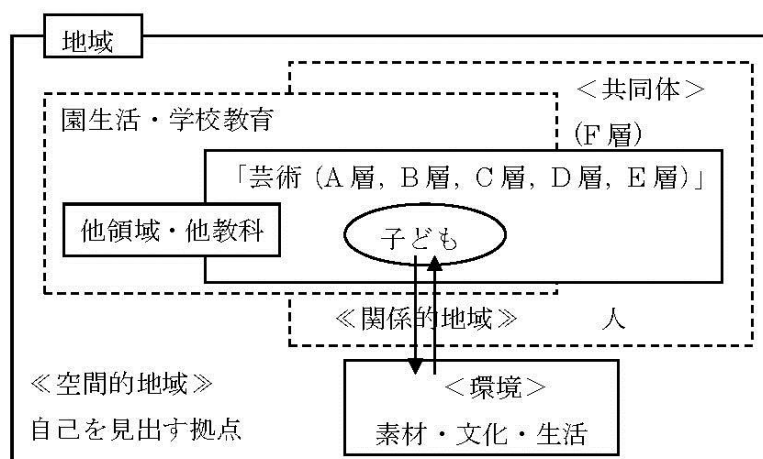 地域
＜共同体＞
園生活・学校教育
(F層)
「芸術（A層，B層，C層，D層，E層）」
他領域・他教科
子ども
≪関係的地域≫
人
≪空間的地域≫
＜環境＞
自己を見出す拠点
素材・文化・生活